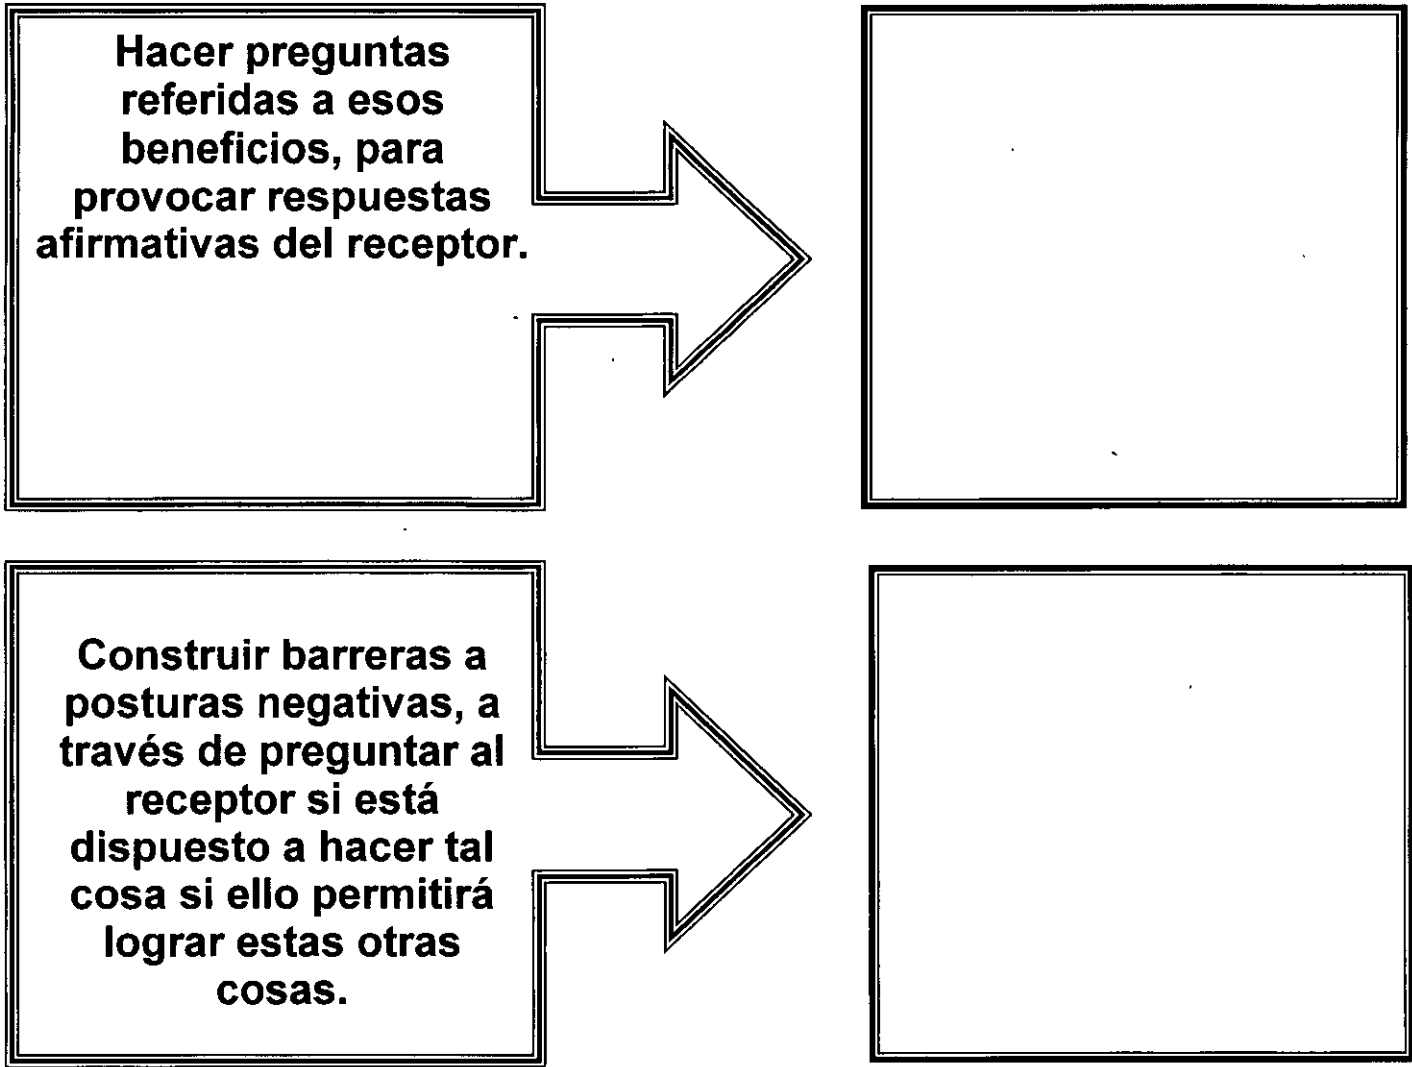 Hacer preguntas
referidas a esos
beneficios, para
provocar respuestas
afirmativas del receptor.
Construir barreras a
posturas negativas, a
través de preguntar al
receptor si está
dispuesto a hacer tal
cosa si ello permitirá
lograr estas otras
cosas.